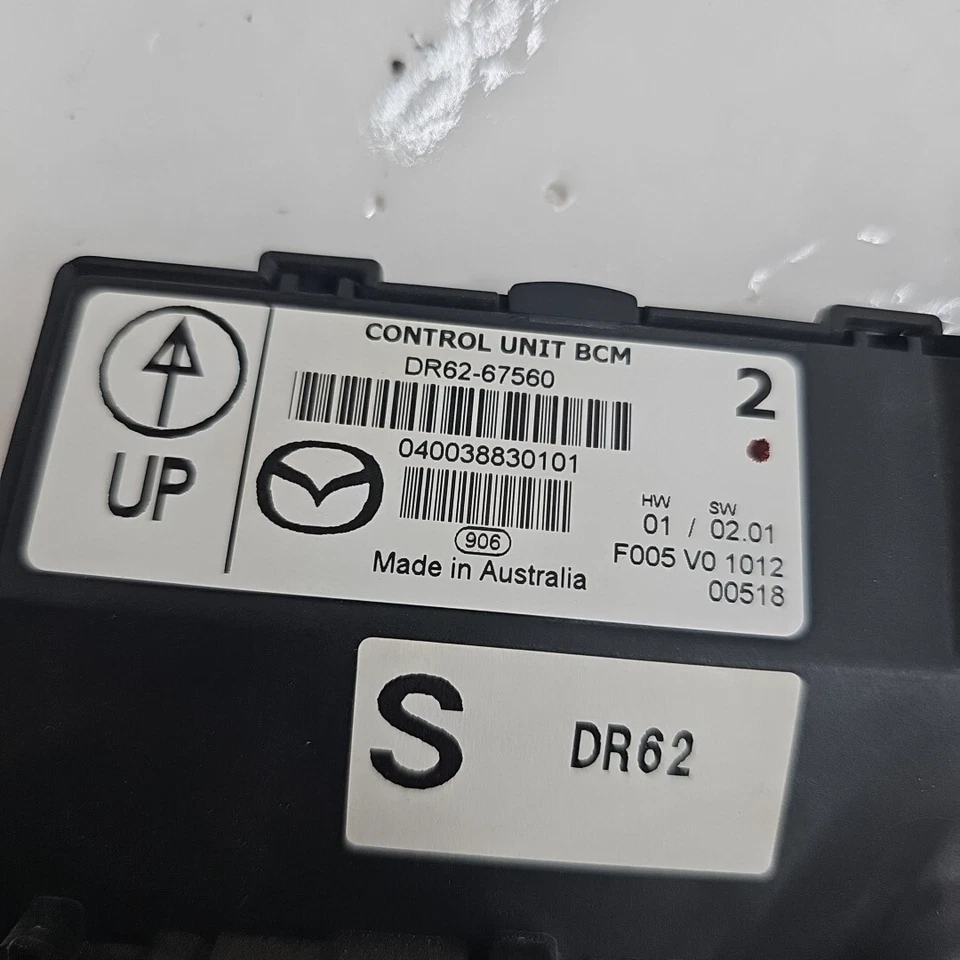 UP
CONTROL UNIT BCM
DR62-67560
2
040038830101
906
Made in Australia
HW SW
01 / 02.01
F005 V0 1012
00518
S DR62